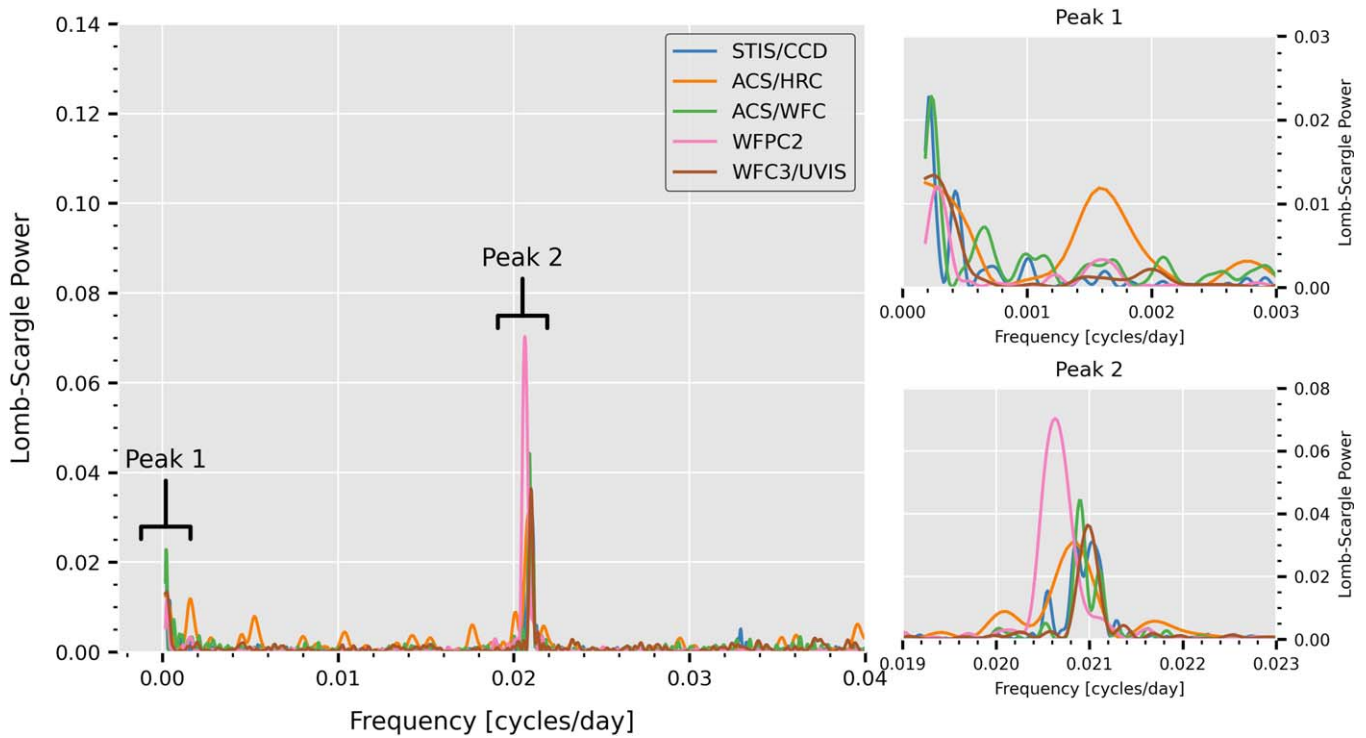 0.14
0.12
0.10
0.08
0.06
0.04
0.02
0.00
Lomb-Scargle Power
0.00
0.01
0.02
0.03
0.04
Frequency [cycles/day]
Peak 1
Peak 2
STIS/CCD
ACS/HRC
ACS/WFC
WFPC2
WFC3/UVIS
Peak 1
0.03
0.02
0.01
0.00
Lomb-Scargle Power
0.000
0.001
0.002
0.003
Frequency [cycles/day]
Peak 2
0.08
0.06
0.04
0.02
0.00
Lomb-Scargle Power
0.019
0.020
0.021
0.022
0.023
Frequency [cycles/day]